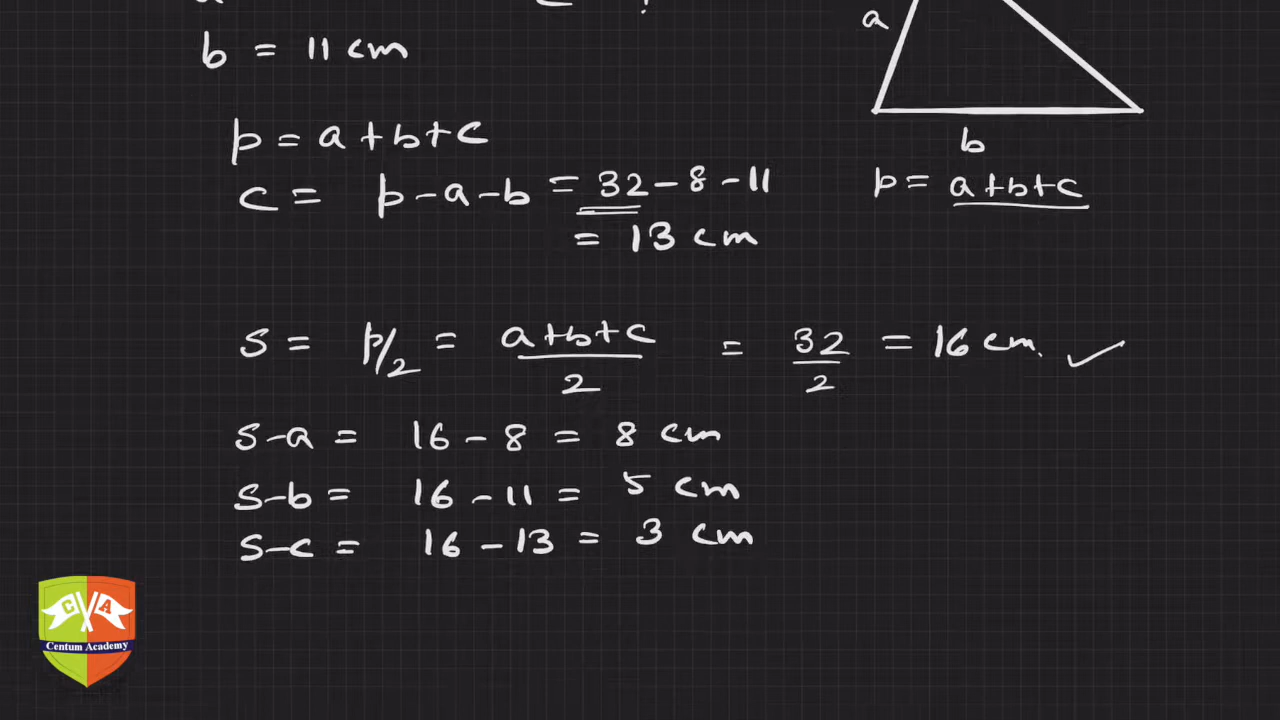 b = 11 cm
a
b
p = a+b+c
c = p-a-b = 32-8-11
p = a+b+c
= 13 cm
s = p/2 = a+b+c/2 = 32/2 = 16 cm. ✓
s-a = 16 - 8 = 8 cm
s-b = 16 - 11 = 5 cm
s-c = 16 - 13 = 3 cm
C A
Centum Academy